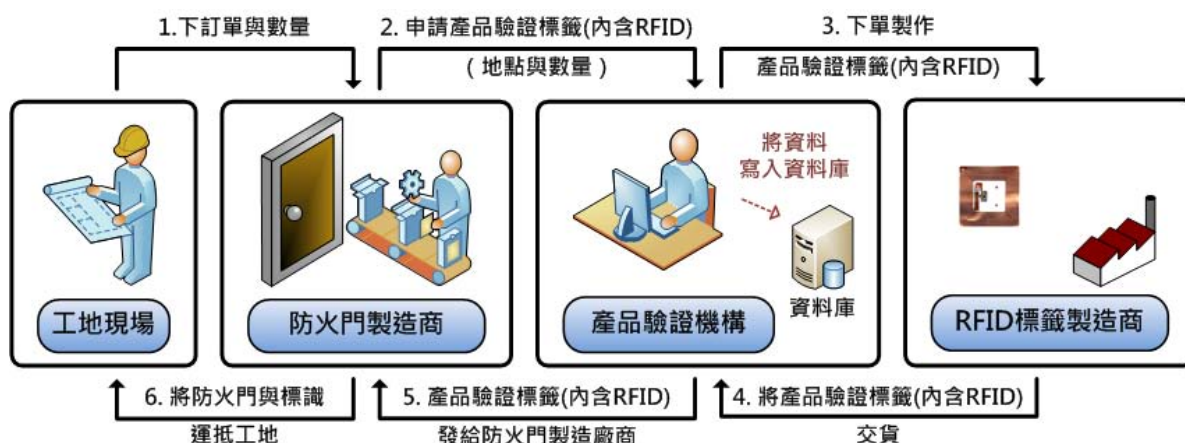 1.下訂單與數量
2. 申請產品驗證標籤(內含RFID)
(地點與數量)
3. 下單製作
產品驗證標籤(內含RFID)
將資料
寫入資料庫
資料庫
工地現場
防火門製造商
產品驗證機構
RFID標籤製造商
6. 將防火門與標識
運抵工地
5. 產品驗證標籤(內含RFID)
發給防火門製造廠商
4. 將產品驗證標籤(內含RFID)
交貨